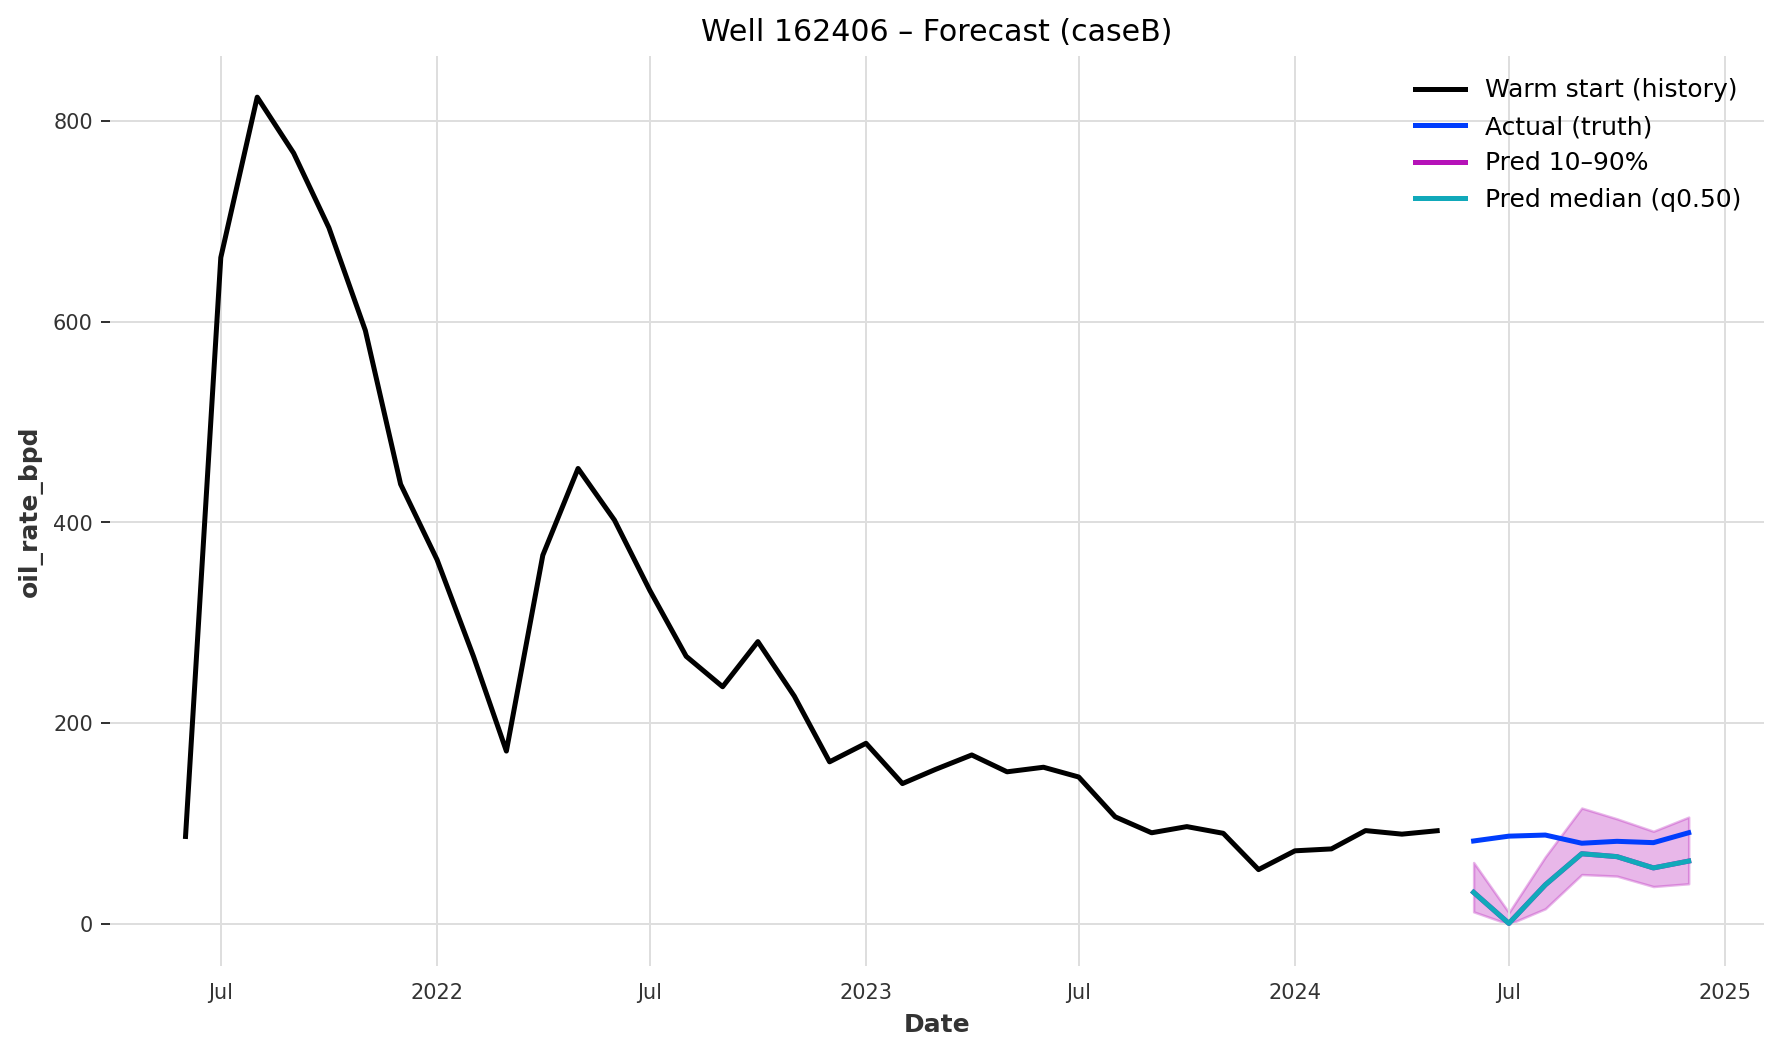 Well 162406 – Forecast (caseB)
Warm start (history)
Actual (truth)
Pred 10–90%
Pred median (q0.50)
oil_rate_bpd
800
600
400
200
0
Jul
2022
Jul
2023
Jul
2024
Jul
2025
Date